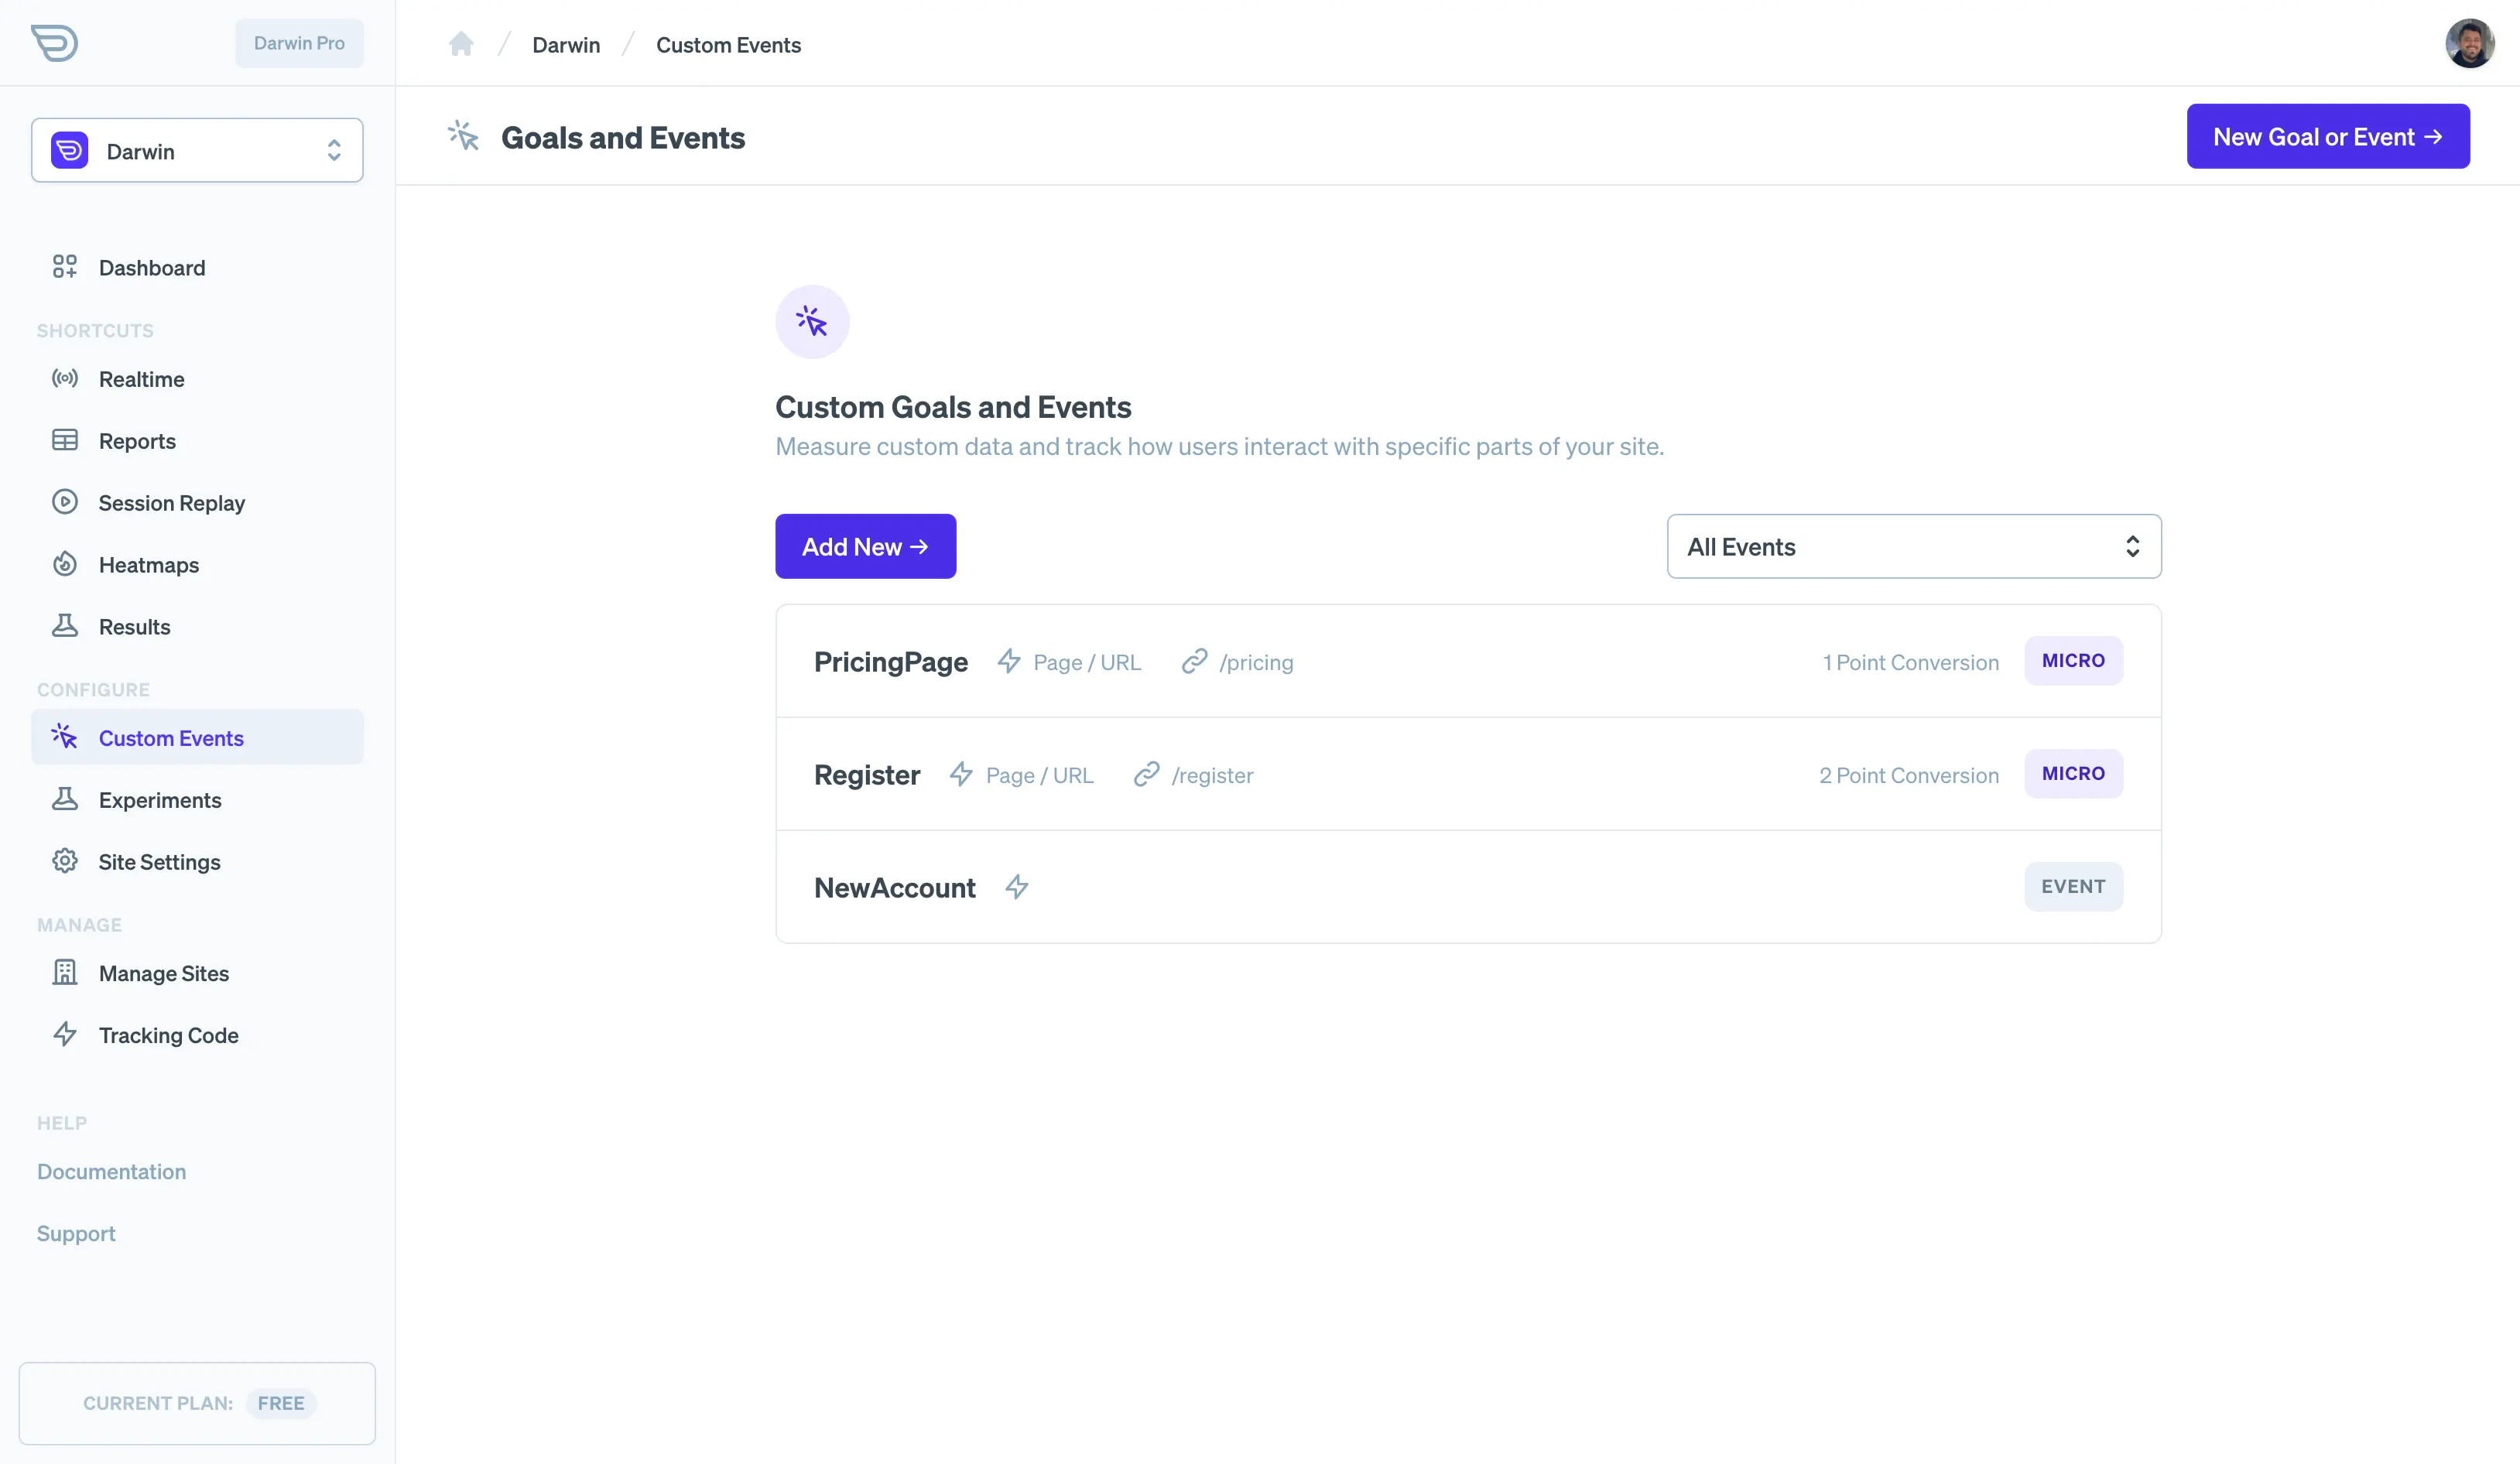 Darwin Pro
Darwin / Custom Events
Darwin
Goals and Events
New Goal or Event →
Dashboard
SHORTCUTS
Realtime
Reports
Session Replay
Heatmaps
Results
CONFIGURE
Custom Events
Experiments
Site Settings
MANAGE
Manage Sites
Tracking Code
HELP
Documentation
Support
CURRENT PLAN: FREE
Custom Goals and Events
Measure custom data and track how users interact with specific parts of your site.
Add New →
All Events
PricingPage Page / URL /pricing 1 Point Conversion MICRO
Register Page / URL /register 2 Point Conversion MICRO
NewAccount EVENT